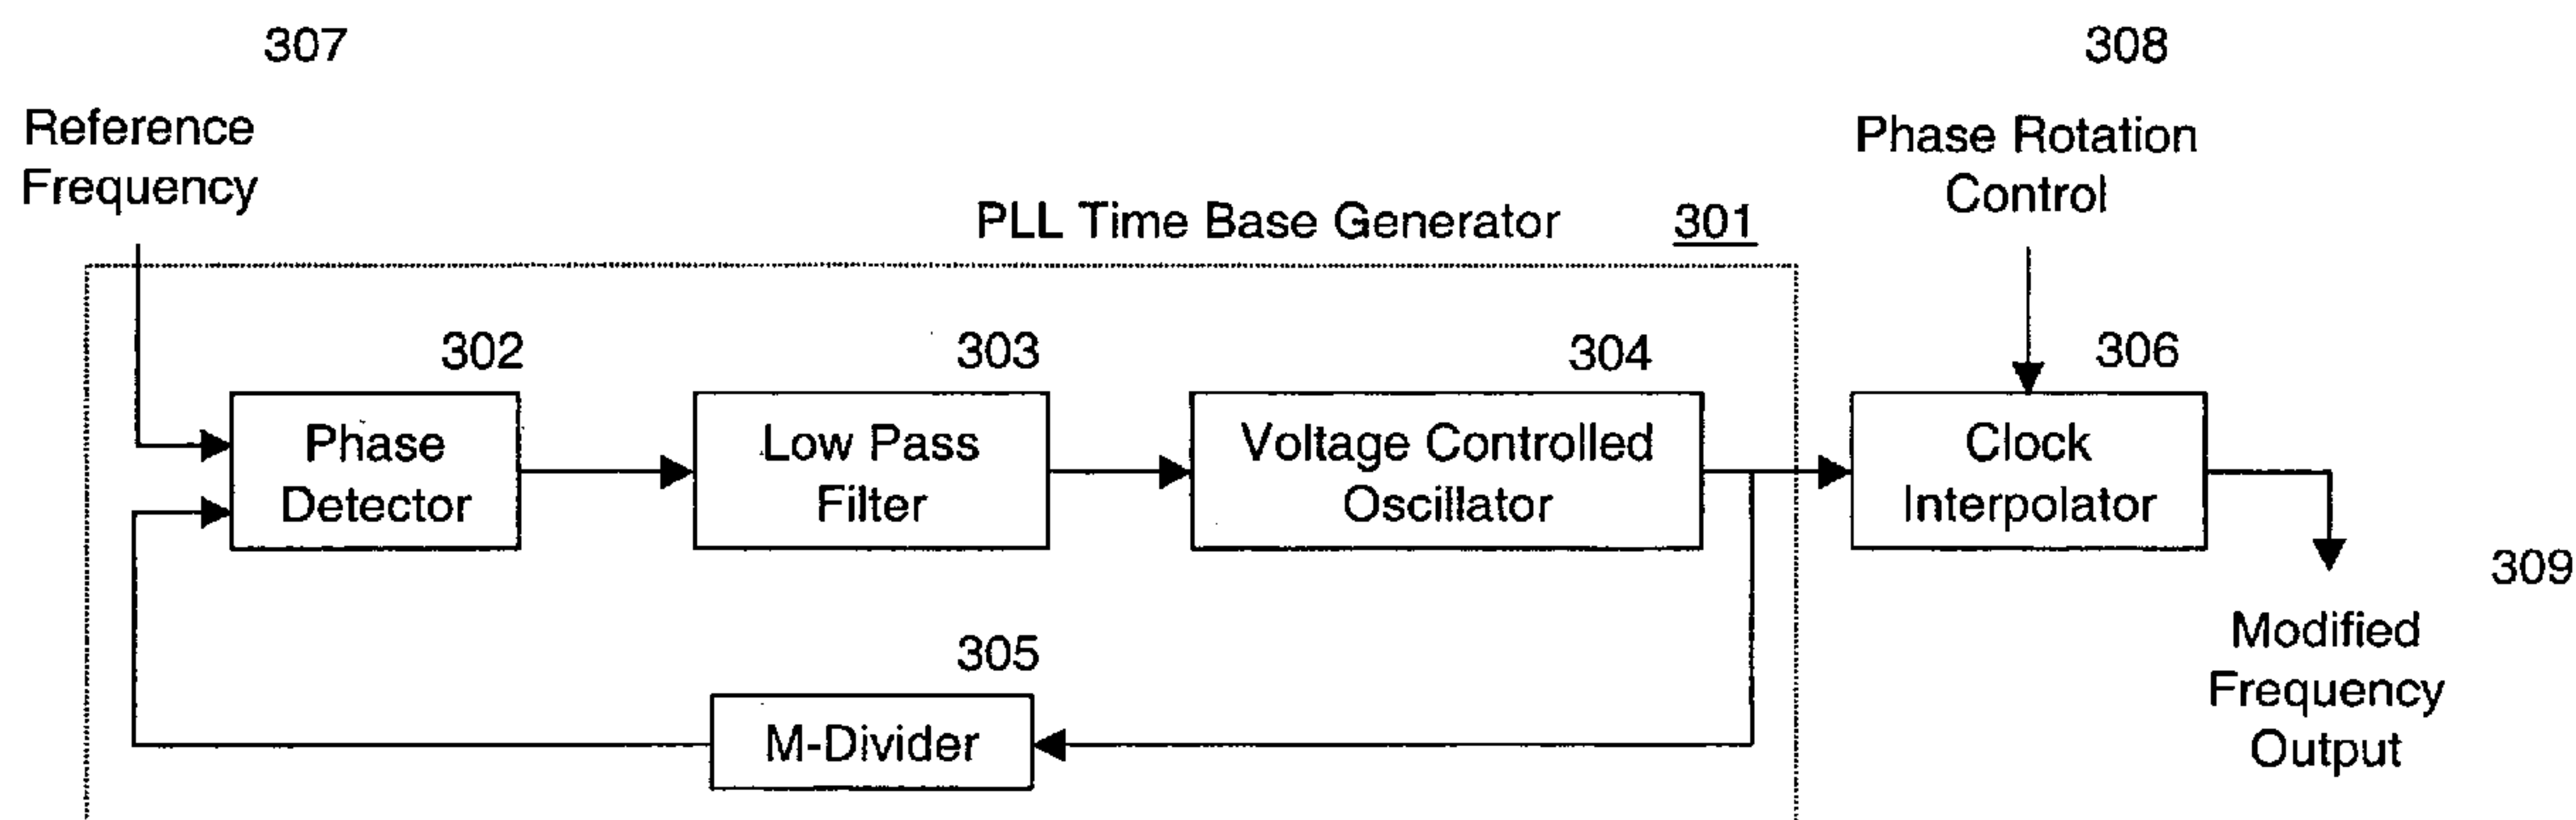 307
308
Reference
Frequency
Phase Rotation
Control
PLL Time Base Generator 301
302
303
304
306
Phase
Detector
Low Pass
Filter
Voltage Controlled
Oscillator
Clock
Interpolator
309
305
M-Divider
Modified
Frequency
Output